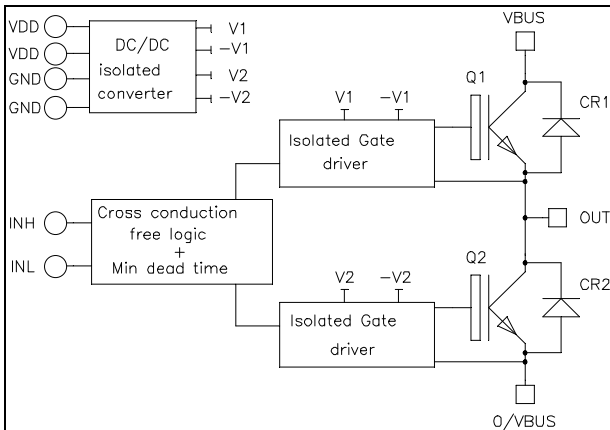 VDD
VDD
GND
GND
DC/DC
isolated
converter
V1
-V1
V2
-V2
VBUS
Q1
CR1
V1
-V1
Isolated Gate
driver
INH
INL
Cross conduction
free logic
+
Min dead time
OUT
Q2
CR2
V2
-V2
Isolated Gate
driver
0/VBUS